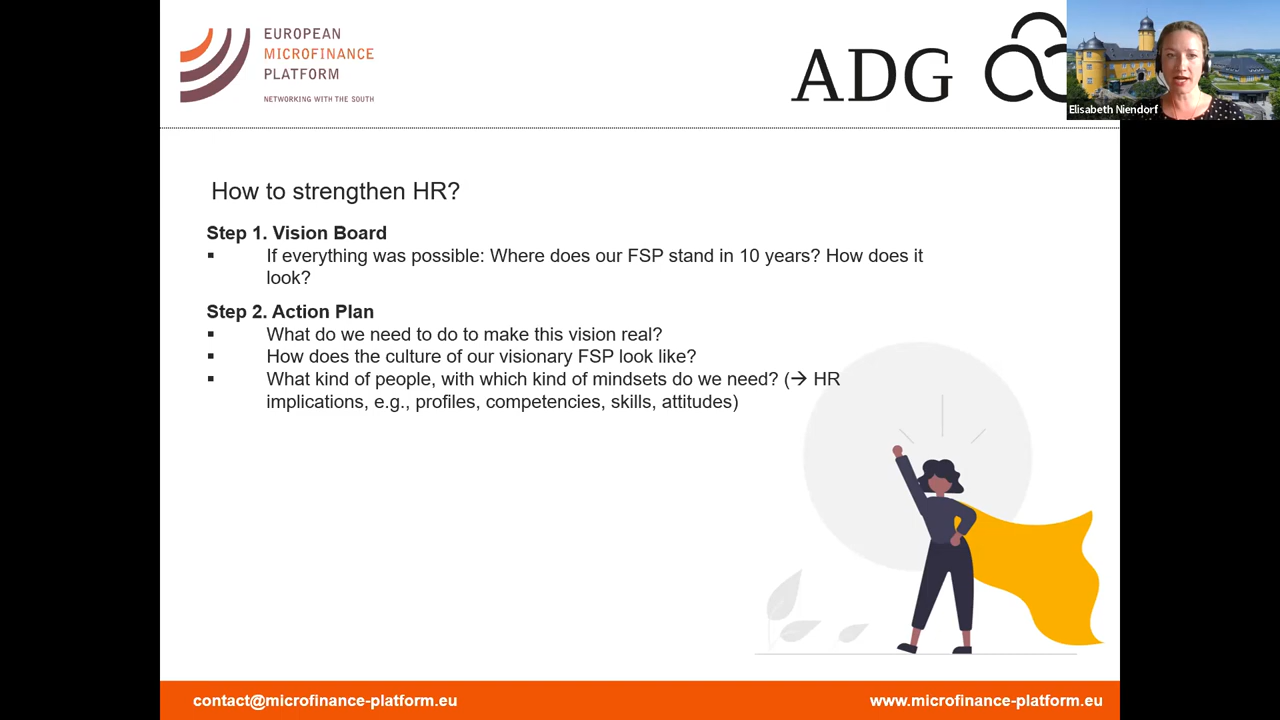 EUROPEAN
MICROFINANCE
PLATFORM
NETWORKING WITH THE SOUTH
ADG
Elisabeth Niendorf
How to strengthen HR?
Step 1. Vision Board
▪ If everything was possible: Where does our FSP stand in 10 years? How does it
look?
Step 2. Action Plan
▪ What do we need to do to make this vision real?
▪ How does the culture of our visionary FSP look like?
▪ What kind of people, with which kind of mindsets do we need? (→ HR
implications, e.g., profiles, competencies, skills, attitudes)
contact@microfinance-platform.eu
www.microfinance-platform.eu